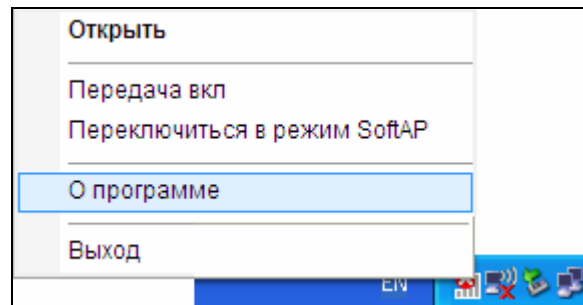 Открыть
Передача вкл
Переключиться в режим SoftAP
О программе
Выход
EN